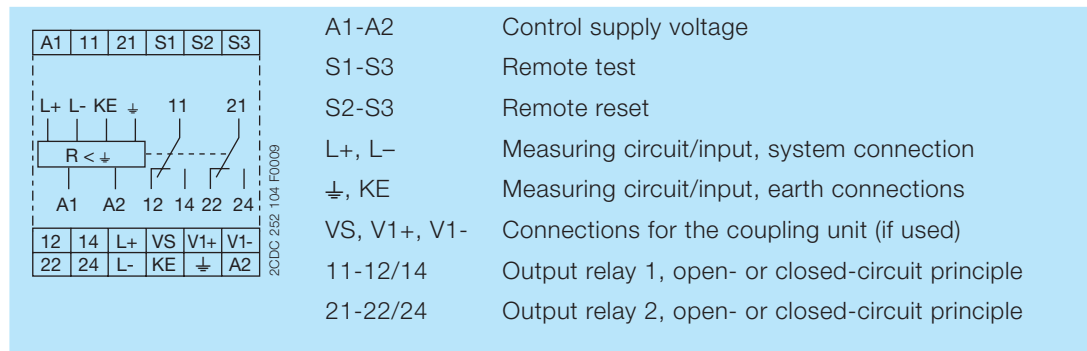 A1 11 21 S1 S2 S3
L+ L- KE ⏚ 11 21
R < ⏚
A1 A2 12 14 22 24
12 14 L+ VS V1+ V1-
22 24 L- KE ⏚ A2
2CDC 252 104 F0009
A1-A2 Control supply voltage
S1-S3 Remote test
S2-S3 Remote reset
L+, L– Measuring circuit/input, system connection
⏚, KE Measuring circuit/input, earth connections
VS, V1+, V1- Connections for the coupling unit (if used)
11-12/14 Output relay 1, open- or closed-circuit principle
21-22/24 Output relay 2, open- or closed-circuit principle